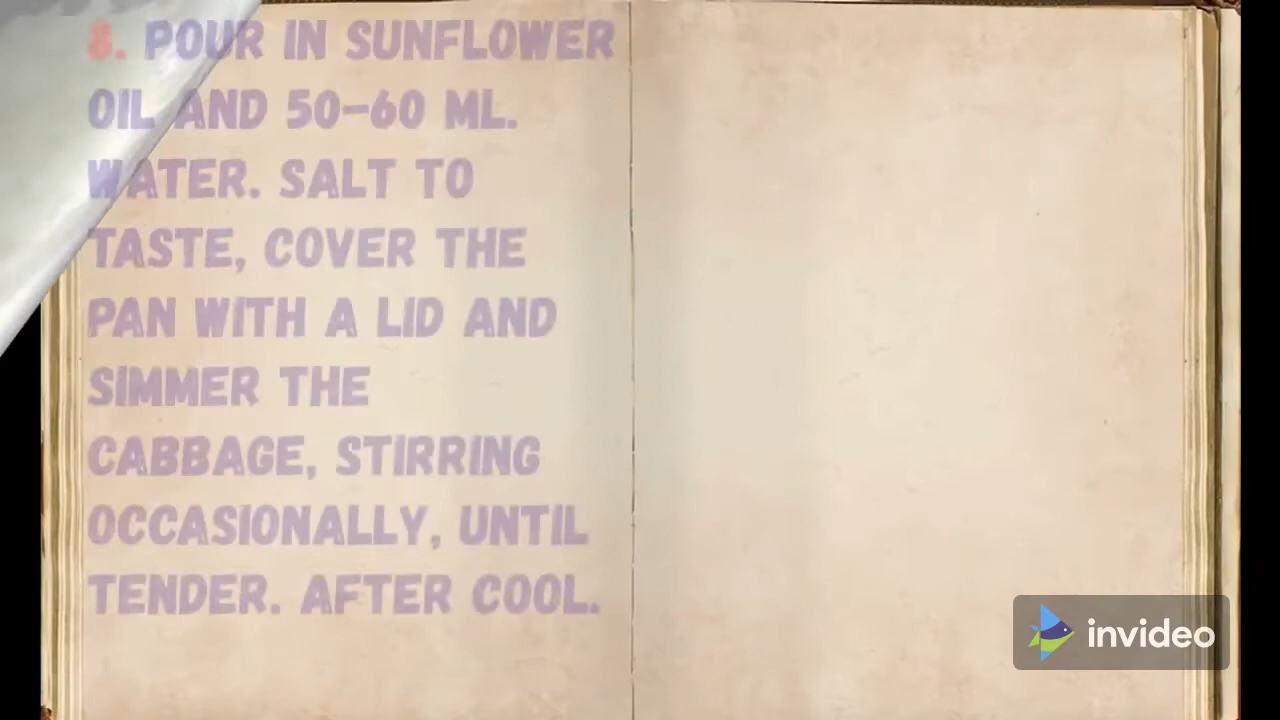 8. POUR IN SUNFLOWER
OIL AND 50-60 ML.
WATER. SALT TO
TASTE, COVER THE
PAN WITH A LID AND
SIMMER THE
CABBAGE, STIRRING
OCCASIONALLY, UNTIL
TENDER. AFTER COOL.
invideo